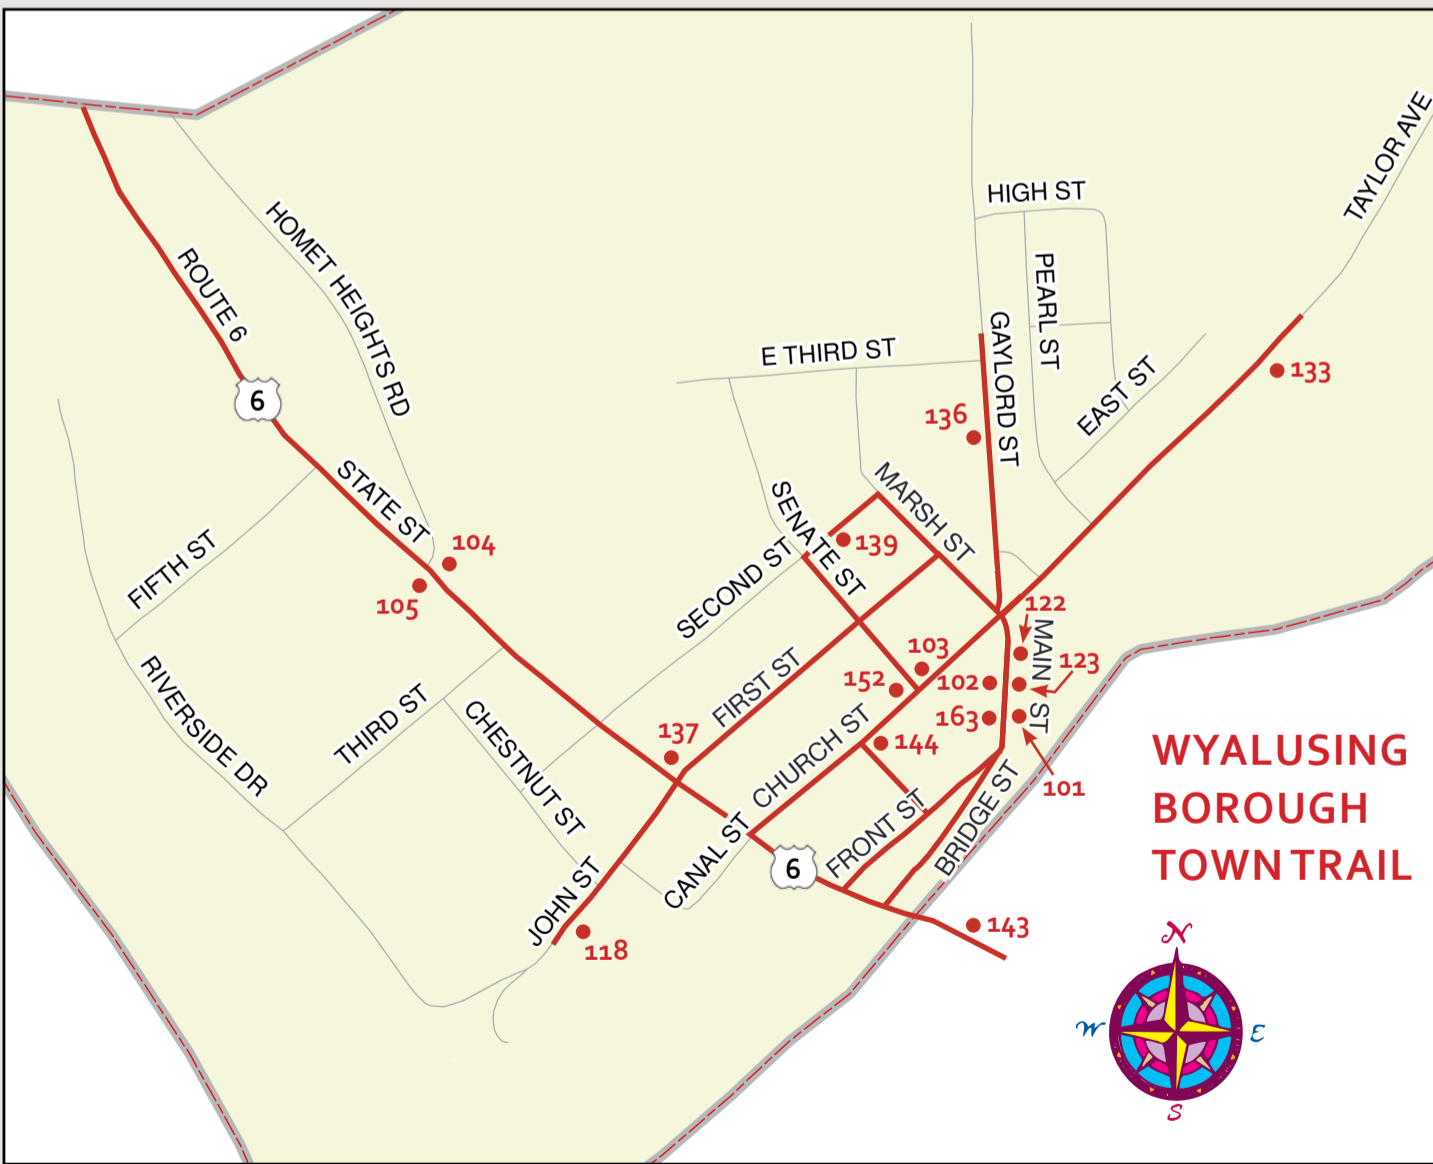 TAYLOR AVE
HIGH ST
HOMET HEIGHTS RD
ROUTE 6
PEARL ST
GAYLORD ST
E THIRD ST
EAST ST
133
6
136
STATE ST
MARSH ST
SENATE ST
139
104
105
FIFTH ST
SECOND ST
122
MAIN ST
123
103
152
102
163
101
FIRST ST
RIVERSIDE DR
THIRD ST
CHESTNUT ST
137
CHURCH ST
144
WYALUSING
BOROUGH
TOWN TRAIL
FRONT ST
BRIDGE ST
CANAL ST
6
JOHN ST
118
143
N
W
E
S